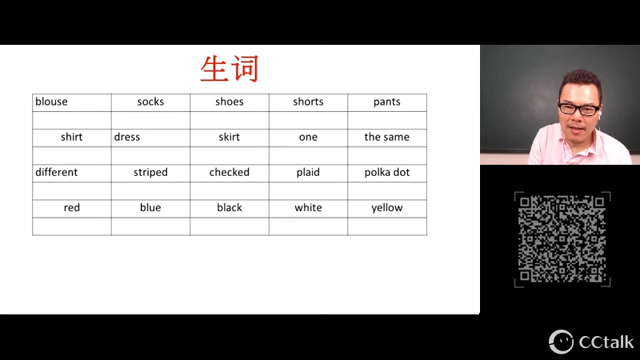 生词
blouse socks shoes shorts pants
shirt dress skirt one the same
different striped checked plaid polka dot
red blue black white yellow
CCtalk